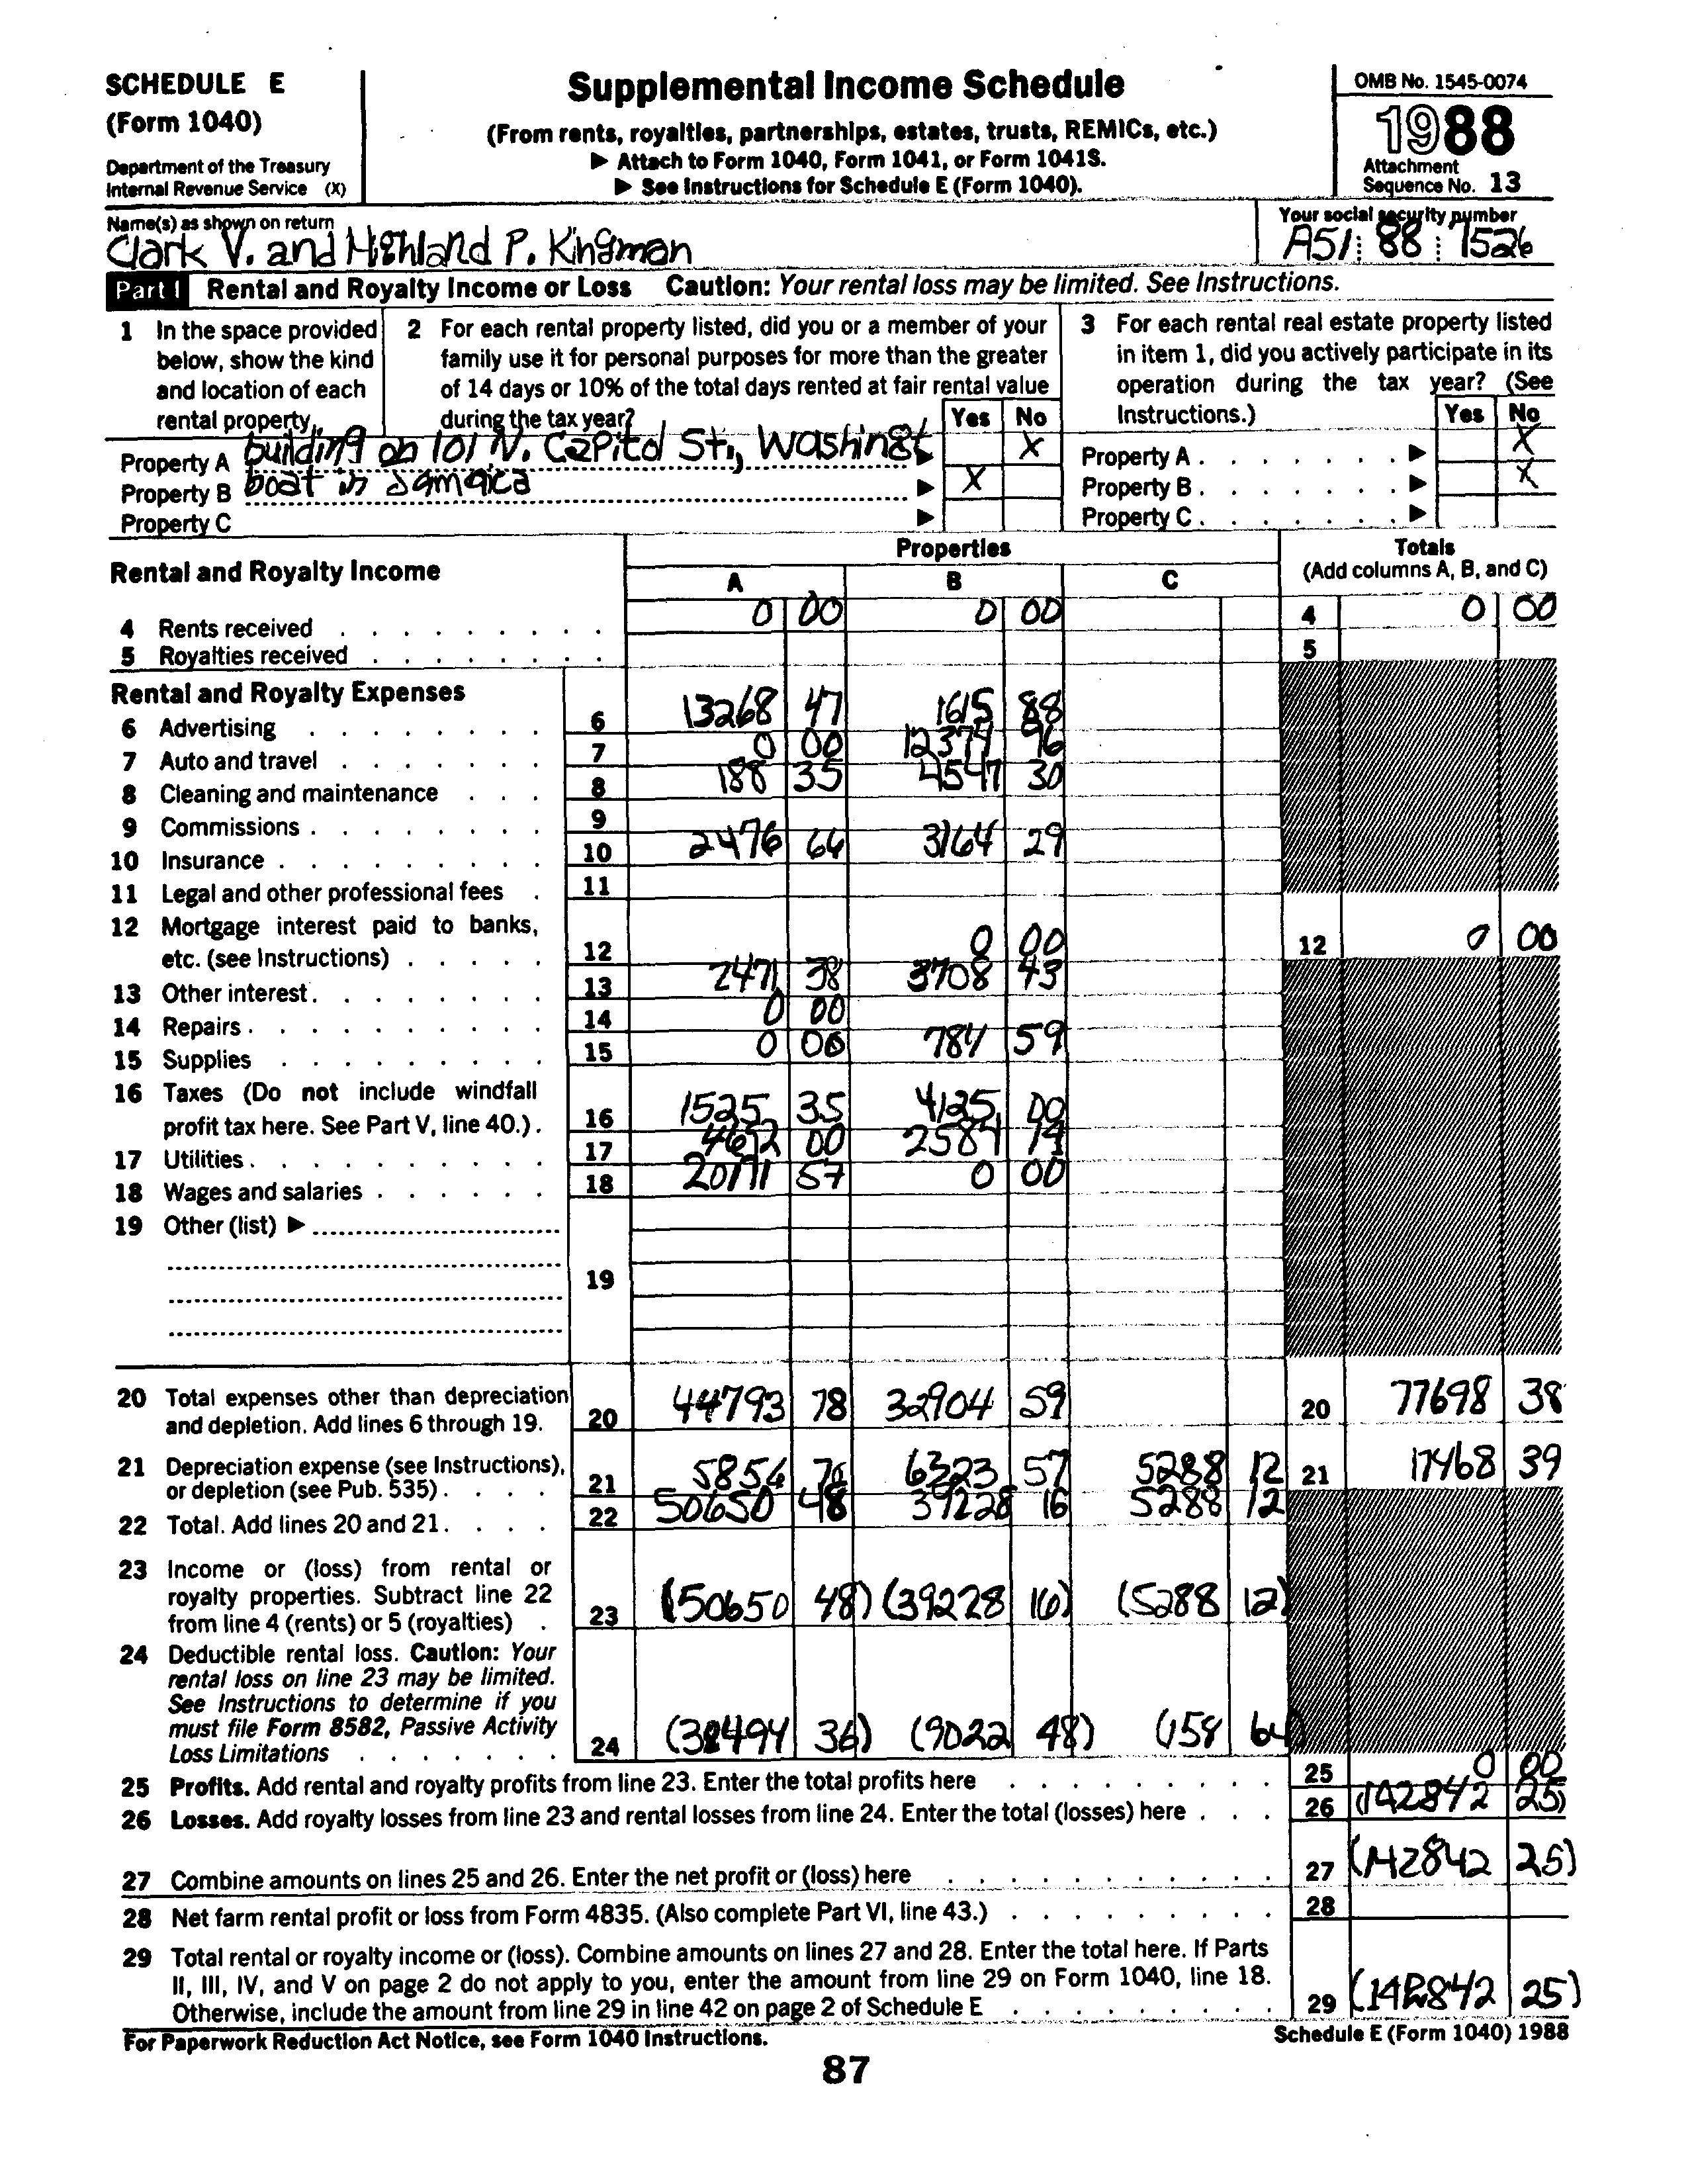 SCHEDULE E
(Form 1040)
Department of the Treasury
Internal Revenue Service (X)
Supplemental Income Schedule
(From rents, royalties, partnerships, estates, trusts, REMICs, etc.)
▶ Attach to Form 1040, Form 1041, or Form 1041S.
▶ See Instructions for Schedule E (Form 1040).
OMB No. 1545-0074
1988
Attachment
Sequence No. 13
Name(s) as shown on return
Clark V. and Highland P. Kingman
Your social security number
A51 88 7526
Part I Rental and Royalty Income or Loss Caution: Your rental loss may be limited. See Instructions.
1 In the space provided
below, show the kind
and location of each
rental property.
2 For each rental property listed, did you or a member of your
family use it for personal purposes for more than the greater
of 14 days or 10% of the total days rented at fair rental value
during the tax year?
Yes No
3 For each rental real estate property listed
in item 1, did you actively participate in its
operation during the tax year? (See
Instructions.)
Yes No
Property A building on 101 N. Capitol St., Washingt ▶ X
Property B boat in Jamaica ▶ X
Property C ▶
Property A . . . . . . . ▶ X
Property B . . . . . . . ▶ X
Property C . . . . . . . ▶
Rental and Royalty Income
Properties
A B C
Totals
(Add columns A, B, and C)
4 Rents received 0 00 0 00 4 0 00
5 Royalties received 5
Rental and Royalty Expenses
6 Advertising 6 13268 47 1615 88
7 Auto and travel 7 0 00 12374 96
8 Cleaning and maintenance 8 188 35 4547 30
9 Commissions 9
10 Insurance 10 2476 64 3164 29
11 Legal and other professional fees 11
12 Mortgage interest paid to banks,
etc. (see Instructions) 12 0 00 12 0 00
13 Other interest 13 2471 38 3708 43
14 Repairs 14 0 00
15 Supplies 15 0 00 784 59
16 Taxes (Do not include windfall
profit tax here. See Part V, line 40.) 16 1525 35 4125 00
17 Utilities 17 4692 00 2584 14
18 Wages and salaries 18 20171 57 0 00
19 Other (list) ▶
19
20 Total expenses other than depreciation
and depletion. Add lines 6 through 19. 20 44793 78 32904 59 20 77698 38
21 Depreciation expense (see Instructions),
or depletion (see Pub. 535) 21 5856 70 6323 57 5288 12 21 17468 39
22 Total. Add lines 20 and 21 22 50650 48 39228 16 5288 12
23 Income or (loss) from rental or
royalty properties. Subtract line 22
from line 4 (rents) or 5 (royalties) 23 (50650 48) (39228 16) (5288 12)
24 Deductible rental loss. Caution: Your
rental loss on line 23 may be limited.
See Instructions to determine if you
must file Form 8582, Passive Activity
Loss Limitations 24 36) (9022 48) (158 64)
25 Profits. Add rental and royalty profits from line 23. Enter the total profits here 25 0 00
26 Losses. Add royalty losses from line 23 and rental losses from line 24. Enter the total (losses) here 26 (142842 25)
27 Combine amounts on lines 25 and 26. Enter the net profit or (loss) here 27 (142842 25)
28 Net farm rental profit or loss from Form 4835. (Also complete Part VI, line 43.) 28
29 Total rental or royalty income or (loss). Combine amounts on lines 27 and 28. Enter the total here. If Parts
II, III, IV, and V on page 2 do not apply to you, enter the amount from line 29 on Form 1040, line 18.
Otherwise, include the amount from line 29 in line 42 on page 2 of Schedule E 29 (142842 25)
For Paperwork Reduction Act Notice, see Form 1040 Instructions.
Schedule E (Form 1040) 1988
87